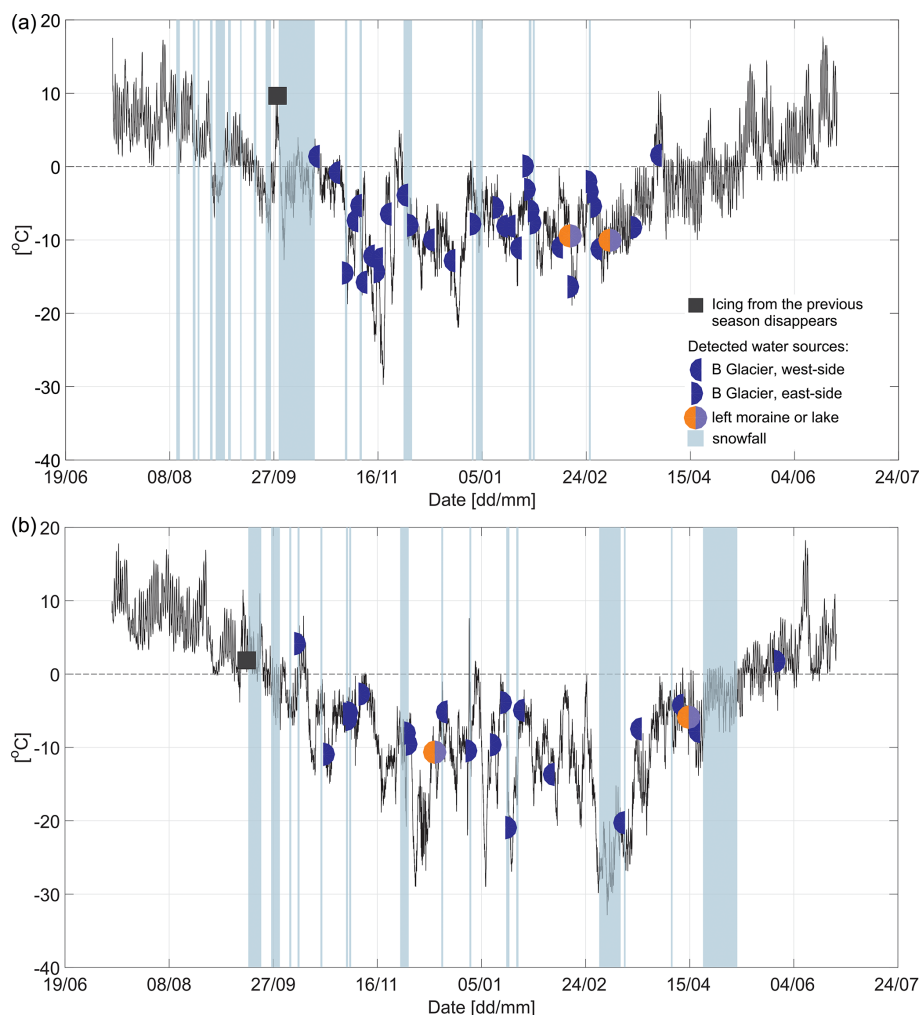 (a)
20
10
0
-10
-20
-30
-40
[°C]
Icing from the previous
season disappears
Detected water sources:
B Glacier, west-side
B Glacier, east-side
left moraine or lake
snowfall
19/06 08/08 27/09 16/11 05/01 24/02 15/04 04/06 24/07
Date [dd/mm]
(b)
20
10
0
-10
-20
-30
-40
[°C]
19/06 08/08 27/09 16/11 05/01 24/02 15/04 04/06 24/07
Date [dd/mm]